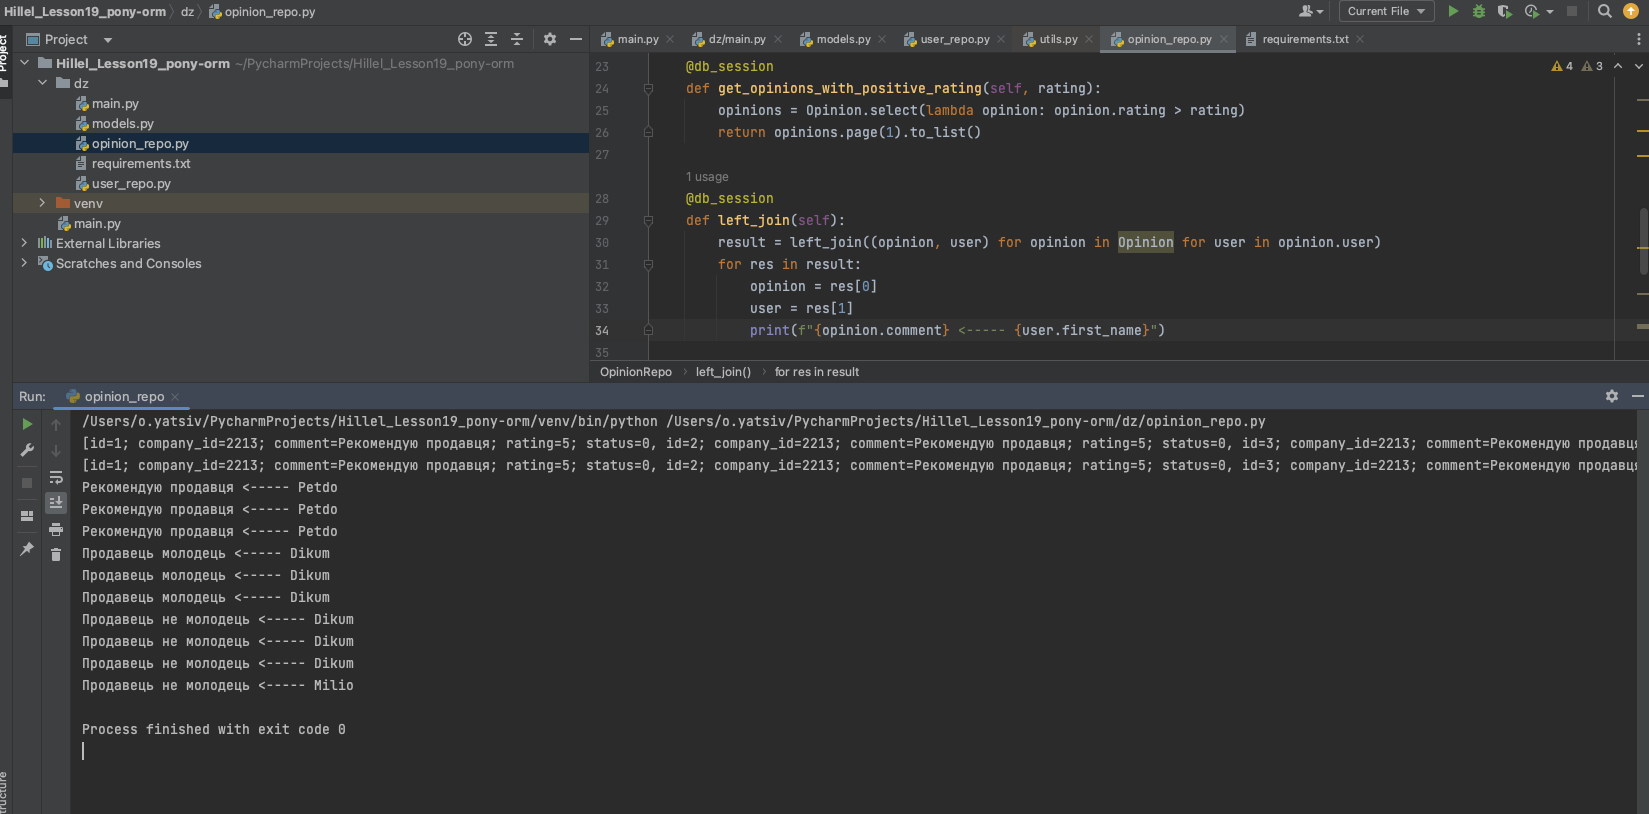 Hillel_Lesson19_pony-orm dz opinion_repo.py
Current File
Project
Project
main.py dz/main.py models.py user_repo.py utils.py opinion_repo.py requirements.txt
Hillel_Lesson19_pony-orm ~/PycharmProjects/Hillel_Lesson19_pony-orm
dz
main.py
models.py
opinion_repo.py
requirements.txt
user_repo.py
venv
main.py
External Libraries
Scratches and Consoles
4 3
23 @db_session
24 def get_opinions_with_positive_rating(self, rating):
25 opinions = Opinion.select(lambda opinion: opinion.rating > rating)
26 return opinions.page(1).to_list()
27
1 usage
28 @db_session
29 def left_join(self):
30 result = left_join((opinion, user) for opinion in Opinion for user in opinion.user)
31 for res in result:
32 opinion = res[0]
33 user = res[1]
34 print(f"{opinion.comment} <----- {user.first_name}")
35
OpinionRepo left_join() for res in result
Run: opinion_repo
/Users/o.yatsiv/PycharmProjects/Hillel_Lesson19_pony-orm/venv/bin/python /Users/o.yatsiv/PycharmProjects/Hillel_Lesson19_pony-orm/dz/opinion_repo.py
[id=1; company_id=2213; comment=Рекомендую продавця; rating=5; status=0, id=2; company_id=2213; comment=Рекомендую продавця; rating=5; status=0, id=3; company_id=2213; comment=Рекомендую продавця
[id=1; company_id=2213; comment=Рекомендую продавця; rating=5; status=0, id=2; company_id=2213; comment=Рекомендую продавця; rating=5; status=0, id=3; company_id=2213; comment=Рекомендую продавця
Рекомендую продавця <----- Petdo
Рекомендую продавця <----- Petdo
Рекомендую продавця <----- Petdo
Продавець молодець <----- Dikum
Продавець молодець <----- Dikum
Продавець молодець <----- Dikum
Продавець не молодець <----- Dikum
Продавець не молодець <----- Dikum
Продавець не молодець <----- Dikum
Продавець не молодець <----- Milio
Process finished with exit code 0